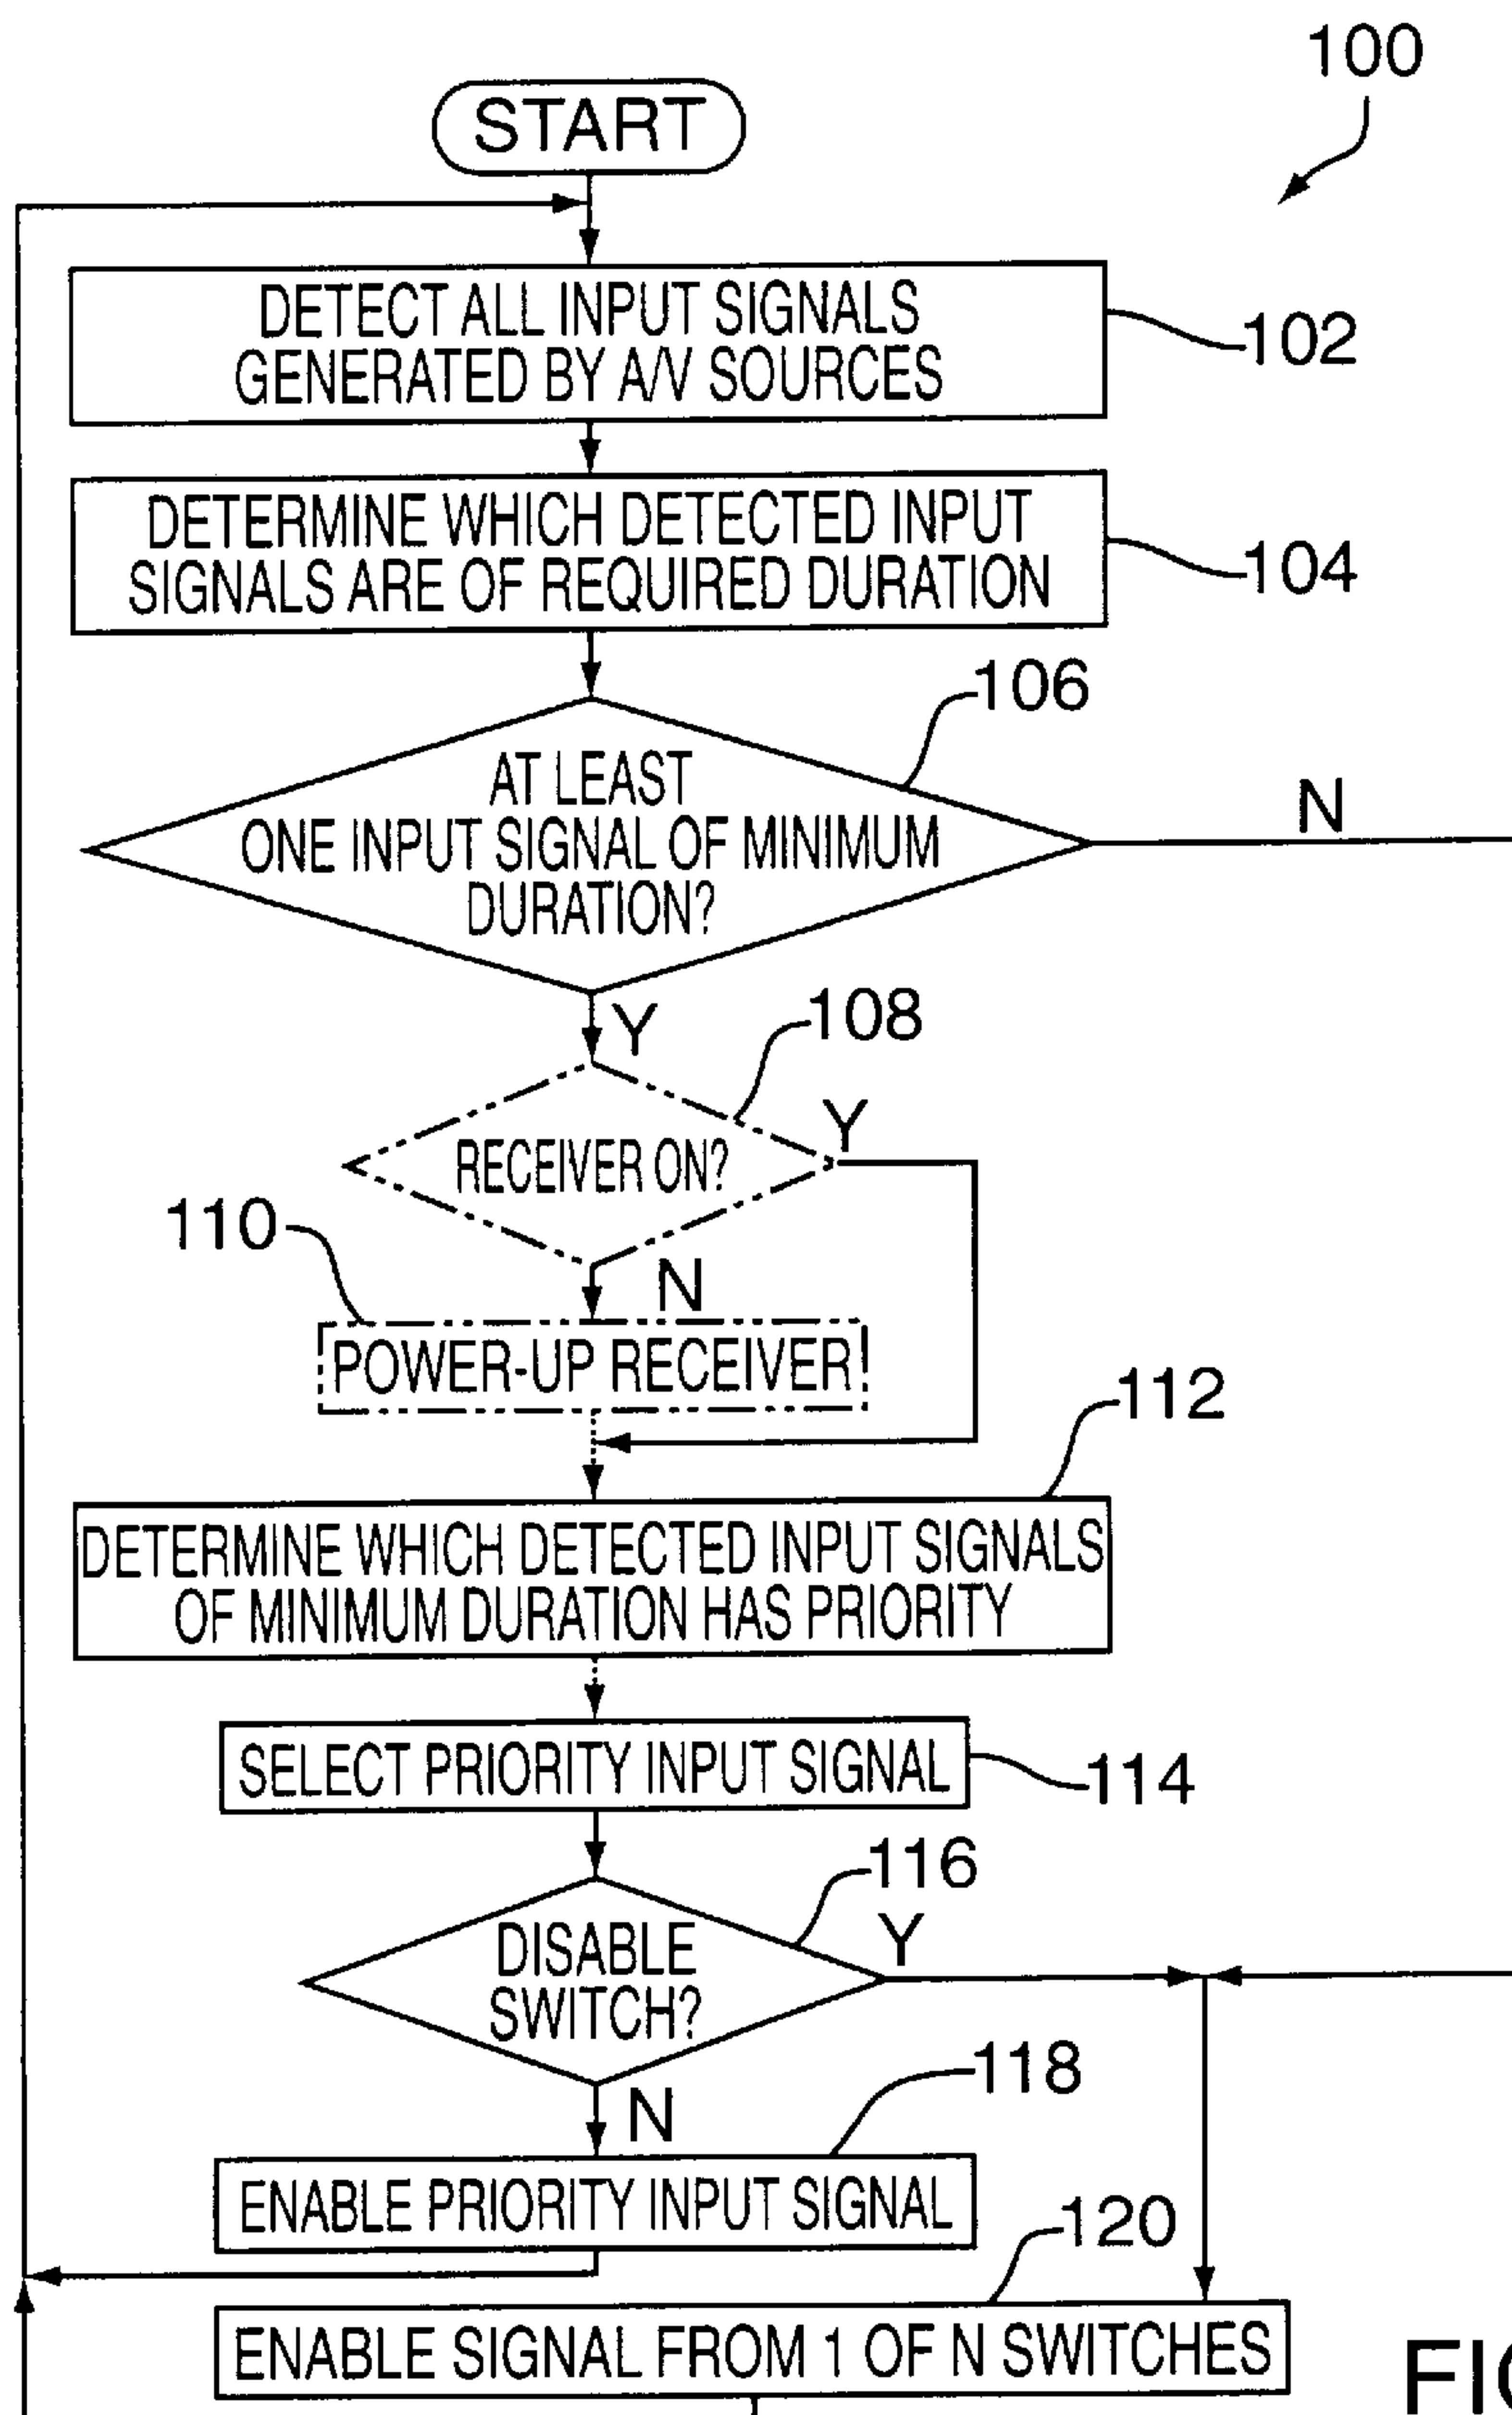 100
START
DETECT ALL INPUT SIGNALS
GENERATED BY A/V SOURCES
102
DETERMINE WHICH DETECTED INPUT
SIGNALS ARE OF REQUIRED DURATION
104
106
AT LEAST
ONE INPUT SIGNAL OF MINIMUM
DURATION?
N
Y
108
RECEIVER ON?
Y
110
N
POWER-UP RECEIVER
112
DETERMINE WHICH DETECTED INPUT SIGNALS
OF MINIMUM DURATION HAS PRIORITY
SELECT PRIORITY INPUT SIGNAL
114
116
DISABLE
SWITCH?
Y
118
N
ENABLE PRIORITY INPUT SIGNAL
120
ENABLE SIGNAL FROM 1 OF N SWITCHES